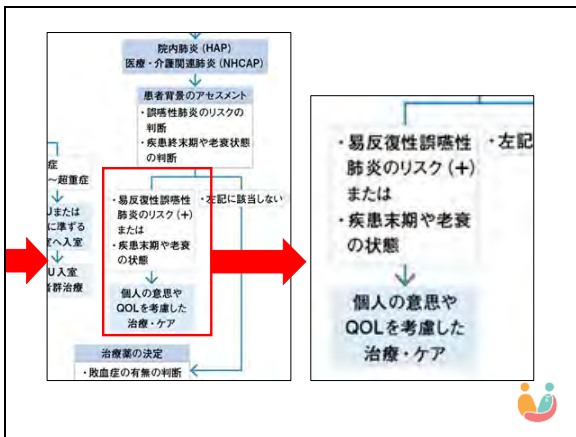 院内肺炎(HAP)
医療・介護関連肺炎(NHCAP)
患者背景のアセスメント
・誤嚥性肺炎のリスクの
判断
・疾患終末期や老衰状態
の判断
症
～超重症
Uまたは
に準ずる
室へ入室
U入室
者群治療
・易反復性誤嚥性
肺炎のリスク(+)
または
・疾患末期や老衰
の状態
・左記に該当しない
個人の意思や
QOLを考慮した
治療・ケア
治療薬の決定
・敗血症の有無の判断
・易反復性誤嚥性
肺炎のリスク(+)
または
・疾患末期や老衰
の状態
・左記
個人の意思や
QOLを考慮した
治療・ケア